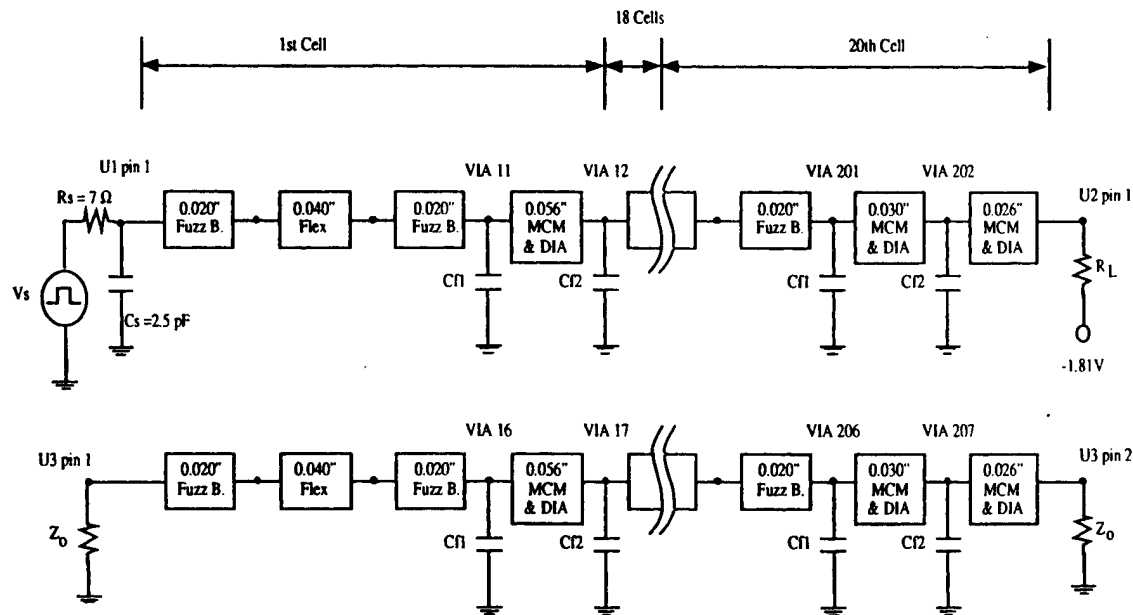 18 Cells
1st Cell
20th Cell
U1 pin 1
VIA 11
VIA 12
VIA 201
VIA 202
U2 pin 1
Rs = 7 Ω
0.020"
Fuzz B.
0.040"
Flex
0.020"
Fuzz B.
0.056"
MCM
& DIA
0.020"
Fuzz B.
0.030"
MCM
& DIA
0.026"
MCM
& DIA
R L
Vs
Cs =2.5 pF
Cf1
Cf2
Cf1
Cf2
-1.81V
VIA 16
VIA 17
VIA 206
VIA 207
U3 pin 1
U3 pin 2
0.020"
Fuzz B.
0.040"
Flex
0.020"
Fuzz B.
0.056"
MCM
& DIA
0.020"
Fuzz B.
0.030"
MCM
& DIA
0.026"
MCM
& DIA
Zo
Cf1
Cf2
Cf1
Cf2
Zo